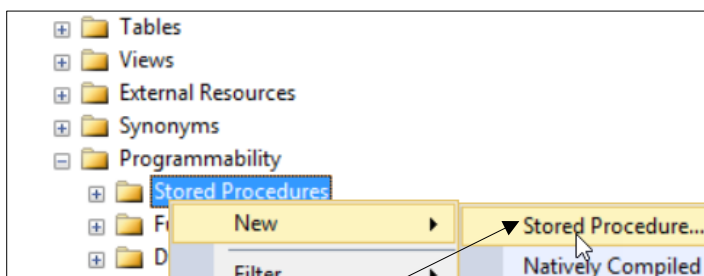 Tables
Views
External Resources
Synonyms
Programmability
Stored Procedures
New
Stored Procedure...
Filter
Natively Compiled